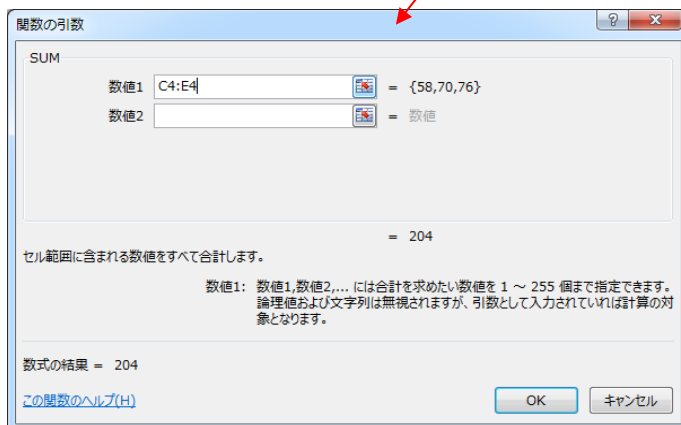 関数の引数
SUM
数値1 C4:E4 = {58,70,76}
数値2 = 数値
= 204
セル範囲に含まれる数値をすべて合計します。
数値1: 数値1,数値2,... には合計を求めたい数値を 1 ～ 255 個まで指定できます。
論理値および文字列は無視されますが、引数として入力されていれば計算の対
象となります。
数式の結果 = 204
この関数のヘルプ(H)
OK
キャンセル